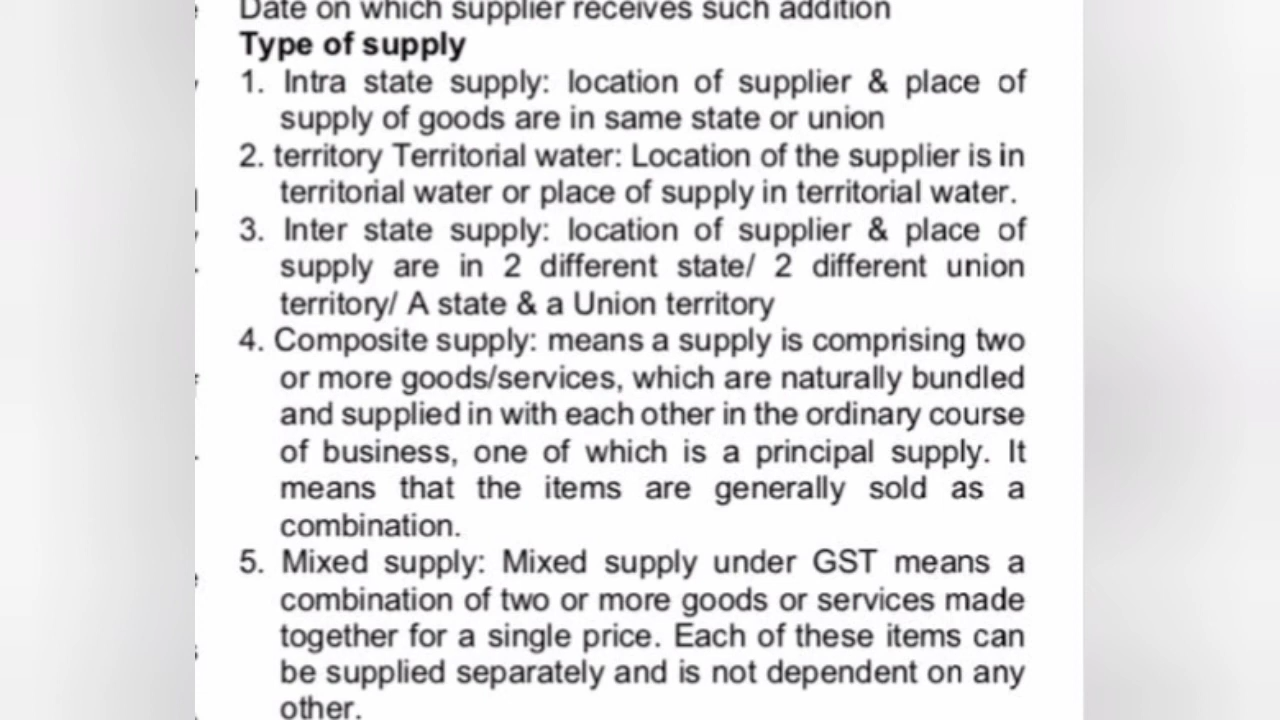 Date on which supplier receives such addition
Type of supply
1. Intra state supply: location of supplier & place of
supply of goods are in same state or union
2. territory Territorial water: Location of the supplier is in
territorial water or place of supply in territorial water.
3. Inter state supply: location of supplier & place of
supply are in 2 different state/ 2 different union
territory/ A state & a Union territory
4. Composite supply: means a supply is comprising two
or more goods/services, which are naturally bundled
and supplied in with each other in the ordinary course
of business, one of which is a principal supply. It
means that the items are generally sold as a
combination.
5. Mixed supply: Mixed supply under GST means a
combination of two or more goods or services made
together for a single price. Each of these items can
be supplied separately and is not dependent on any
other.